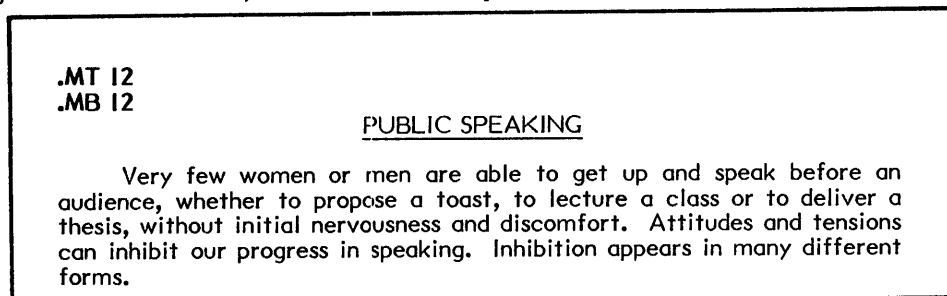 .MT 12
.MB 12
PUBLIC SPEAKING
Very few women or men are able to get up and speak before an
audience, whether to propose a toast, to lecture a class or to deliver a
thesis, without initial nervousness and discomfort. Attitudes and tensions
can inhibit our progress in speaking. Inhibition appears in many different
forms.